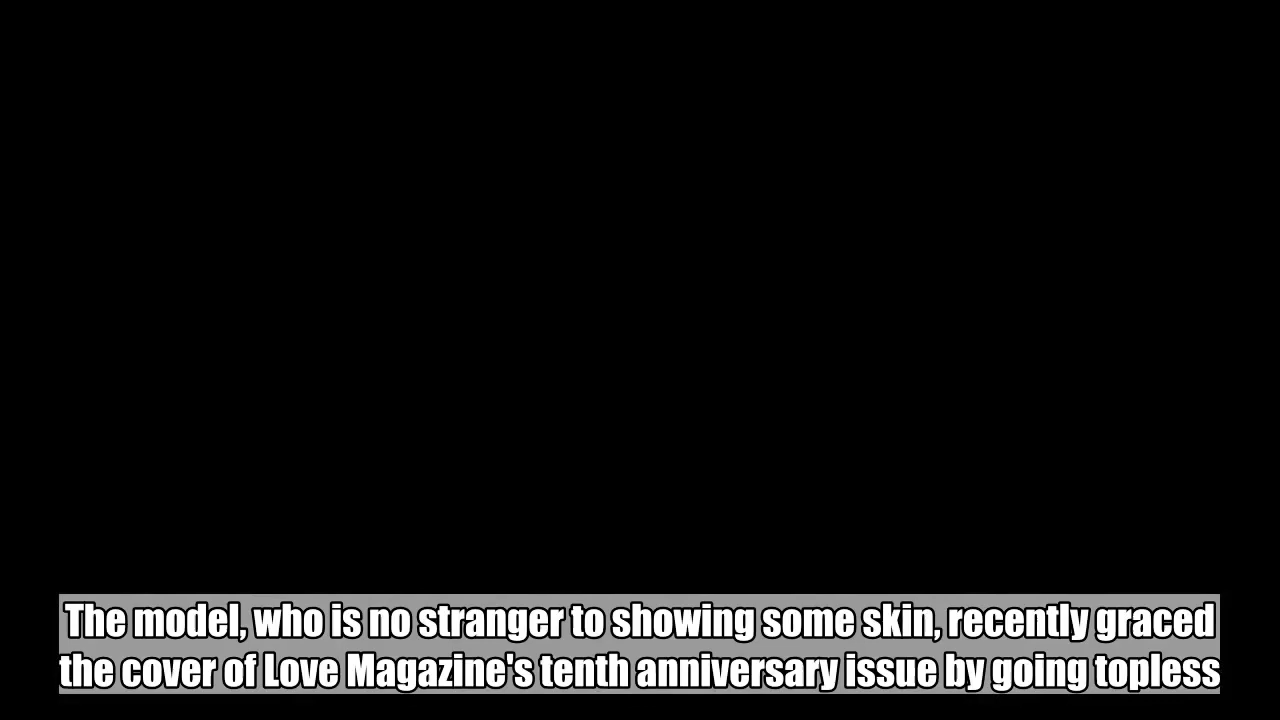 The model, who is no stranger to showing some skin, recently graced
the cover of Love Magazine's tenth anniversary issue by going topless